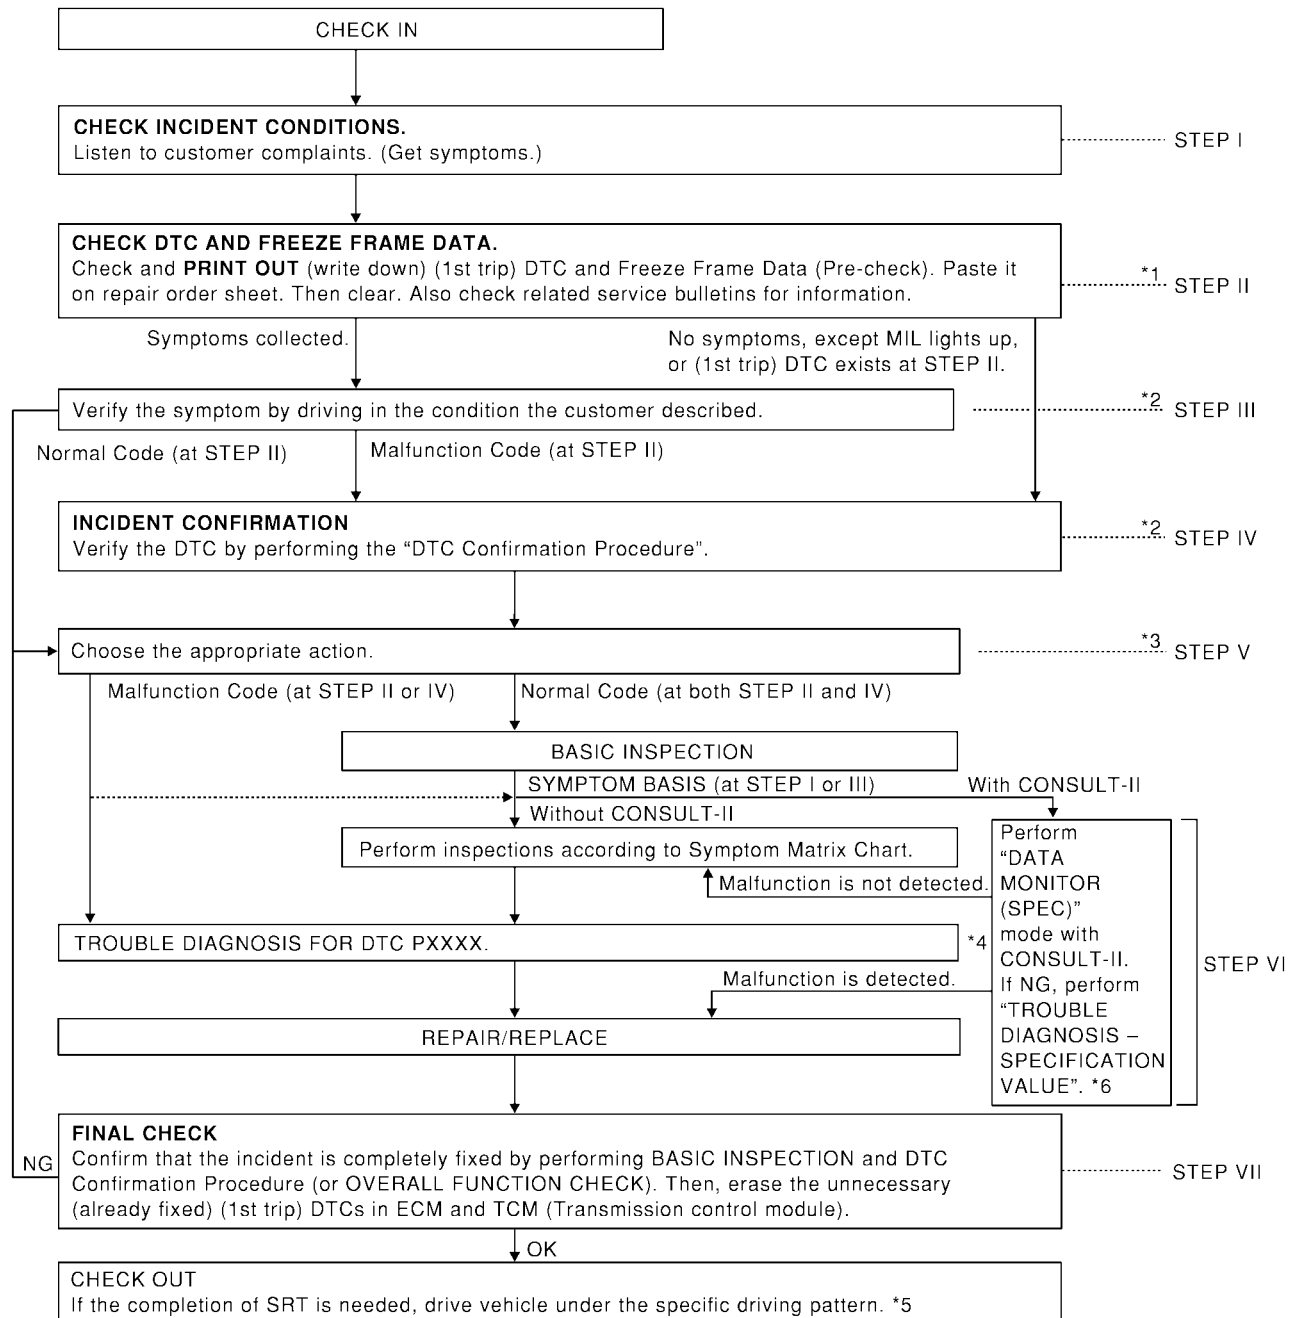 CHECK IN
CHECK INCIDENT CONDITIONS.
Listen to customer complaints. (Get symptoms.)
STEP I
CHECK DTC AND FREEZE FRAME DATA.
Check and PRINT OUT (write down) (1st trip) DTC and Freeze Frame Data (Pre-check). Paste it
on repair order sheet. Then clear. Also check related service bulletins for information.
*1
STEP II
Symptoms collected.
No symptoms, except MIL lights up,
or (1st trip) DTC exists at STEP II.
Verify the symptom by driving in the condition the customer described.
*2
STEP III
Normal Code (at STEP II)
Malfunction Code (at STEP II)
INCIDENT CONFIRMATION
Verify the DTC by performing the “DTC Confirmation Procedure”.
*2
STEP IV
Choose the appropriate action.
*3
STEP V
Malfunction Code (at STEP II or IV)
Normal Code (at both STEP II and IV)
BASIC INSPECTION
SYMPTOM BASIS (at STEP I or III)
With CONSULT-II
Without CONSULT-II
Perform inspections according to Symptom Matrix Chart.
Malfunction is not detected.
Perform
“DATA
MONITOR
(SPEC)”
mode with
CONSULT-II.
If NG, perform
“TROUBLE
DIAGNOSIS –
SPECIFICATION
VALUE”. *6
STEP VI
TROUBLE DIAGNOSIS FOR DTC PXXXX.
*4
Malfunction is detected.
REPAIR/REPLACE
FINAL CHECK
Confirm that the incident is completely fixed by performing BASIC INSPECTION and DTC
Confirmation Procedure (or OVERALL FUNCTION CHECK). Then, erase the unnecessary
(already fixed) (1st trip) DTCs in ECM and TCM (Transmission control module).
NG
STEP VII
OK
CHECK OUT
If the completion of SRT is needed, drive vehicle under the specific driving pattern. *5